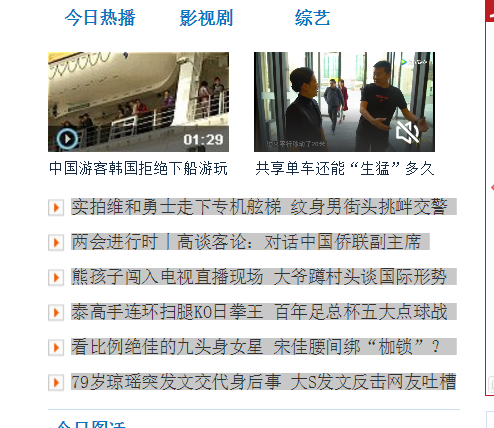 今日热播 影视剧 综艺
01:29
中国游客韩国拒绝下船游玩 共享单车还能“生猛”多久
实拍维和勇士走下专机舷梯 纹身男街头挑衅交警
两会进行时｜高谈客论：对话中国侨联副主席
熊孩子闯入电视直播现场 大爷蹲村头谈国际形势
泰高手连环扫腿KO日拳王 百年足总杯五大点球战
看比例绝佳的九头身女星 宋佳腰间绑“枷锁”？
79岁琼瑶突发文交代身后事 大S发文反击网友吐槽